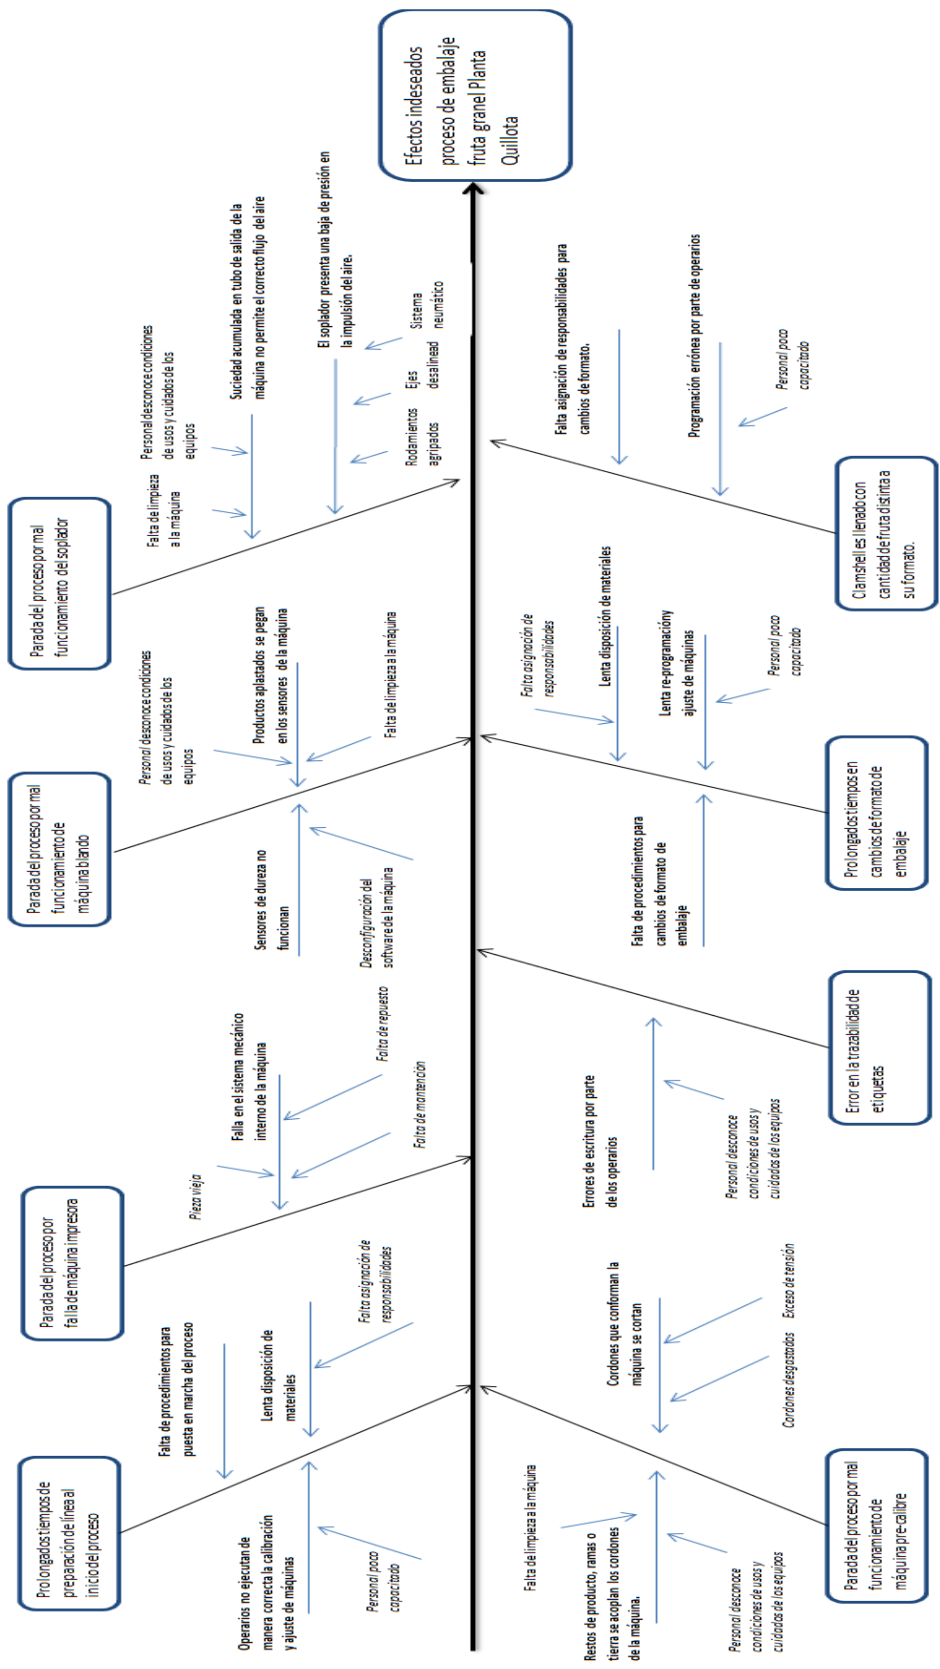 Prolongados tiempos de
preparación de línea al
inicio del proceso
Falta de procedimientos para
puesta en marcha del proceso
Operarios no ejecutan de
manera correcta la calibración
y ajuste de máquinas
Personal poco
capacitado
Lenta disposición de
materiales
Falta asignación de
responsabilidades
Parada del proceso por
falla de máquina impresora
Pieza vieja
Falla en el sistema mecánico
interno de la máquina
Falta de repuesto
Falta de mantención
Parada del proceso por mal
funcionamiento de
máquina blando
Personal desconoce condiciones
de usos y cuidados de los
equipos
Productos aplastados se pegan
en los sensores de la máquina
Falta de limpieza a la máquina
Sensores de dureza no
funcionan
Desconfiguración del
software de la máquina
Parada del proceso por mal
funcionamiento del soplador
Falta de limpieza
a la máquina
Personal desconoce condiciones
de usos y cuidados de los
equipos
Suciedad acumulada en tubo de salida de la
máquina no permite el correcto flujo del aire
El soplador presenta una baja de presión en
la impulsión del aire.
Rodamientos
agripados
Ejes
desalinead
Sistema
neumático
Efectos indeseados
proceso de embalaje
fruta granel Planta
Quillota
Falta de limpieza a la máquina
Restos de producto, ramas o
tierra se acoplan los cordones
de la máquina.
Personal desconoce
condiciones de usos y
cuidados de los equipos
Cordones que conforman la
máquina se cortan
Cordones desgastados
Exceso de tensión
Parada del proceso por mal
funcionamiento de
máquina pre-calibre
Errores de escritura por parte
de los operarios
Personal desconoce
condiciones de usos y
cuidados de los equipos
Error en la trazabilidad de
etiquetas
Falta asignación de
responsabilidades
Lenta disposición de materiales
Lenta re-programación y
ajuste de máquinas
Personal poco
capacitado
Falta de procedimientos para
cambios de formato de
embalaje
Prolongados tiempos en
cambios de formato de
embalaje
Falta asignación de responsabilidades para
cambios de formato.
Programación errónea por parte de operarios
Personal poco
capacitado
Clamshell es llenado con
cantidad de fruta distinta a
su formato.